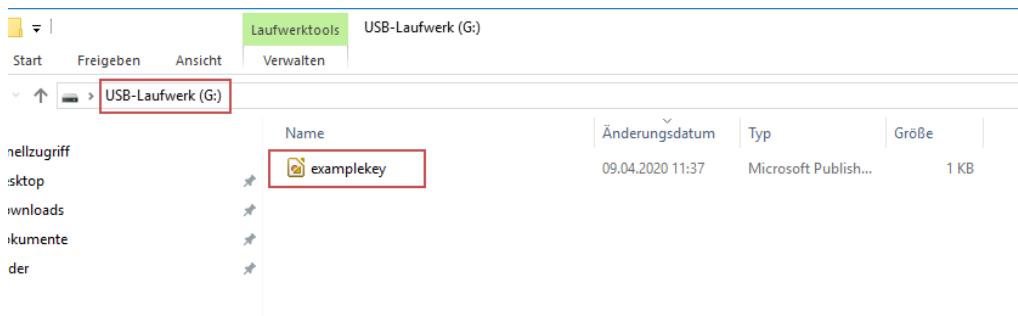 Laufwerktools USB-Laufwerk (G:)
Start Freigeben Ansicht Verwalten
USB-Laufwerk (G:)
Name Änderungsdatum Typ Größe
nellzugriff
examplekey 09.04.2020 11:37 Microsoft Publish... 1 KB
esktop
ownloads
okumente
der